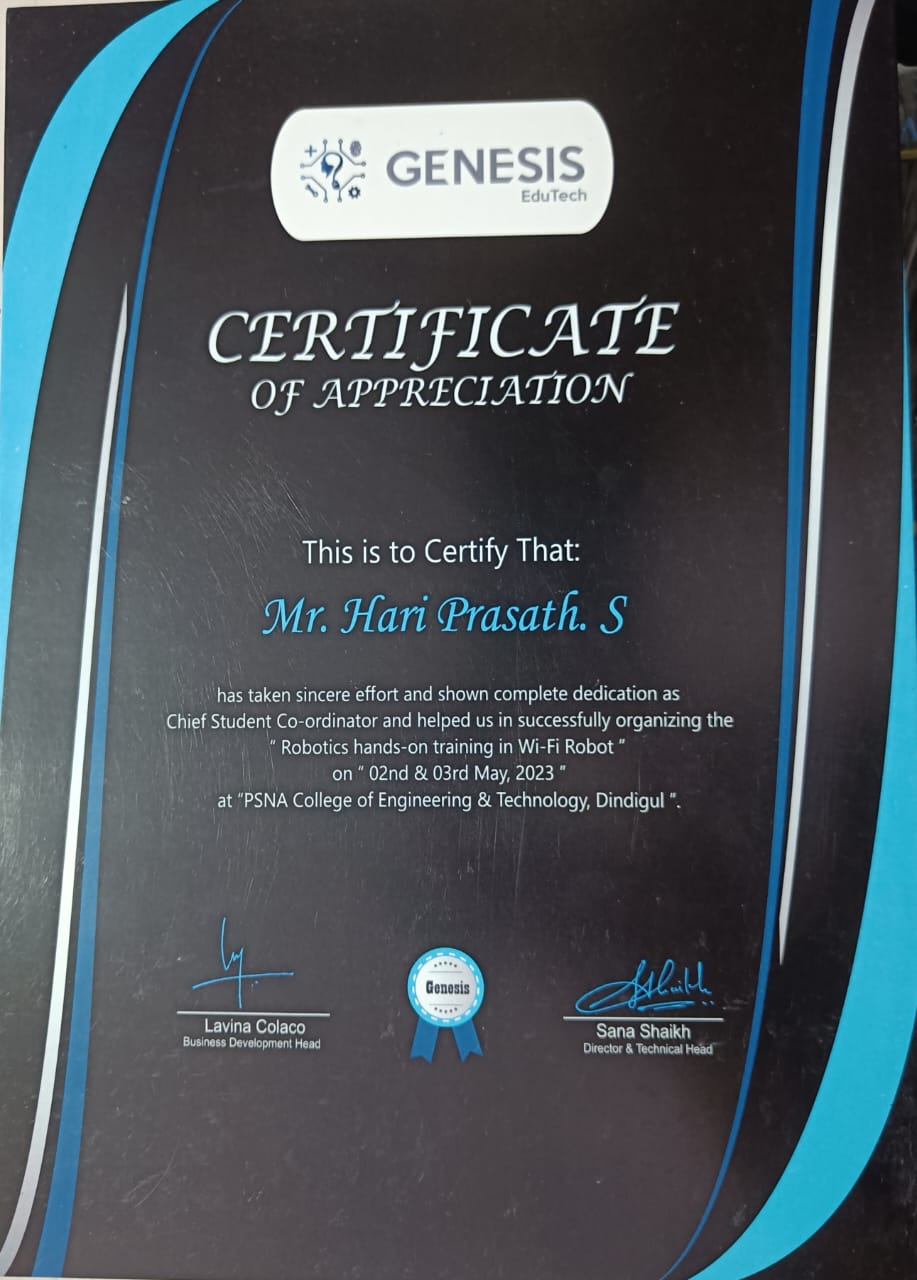 GENESIS
EduTech
CERTIFICATE
OF APPRECIATION
This is to Certify That:
Mr. Hari Prasath. S
has taken sincere effort and shown complete dedication as
Chief Student Co-ordinator and helped us in successfully organizing the
" Robotics hands-on training in Wi-Fi Robot "
on " 02nd & 03rd May, 2023 "
at "PSNA College of Engineering & Technology, Dindigul ".
Genesis
Lavina Colaco
Business Development Head
Sana Shaikh
Director & Technical Head